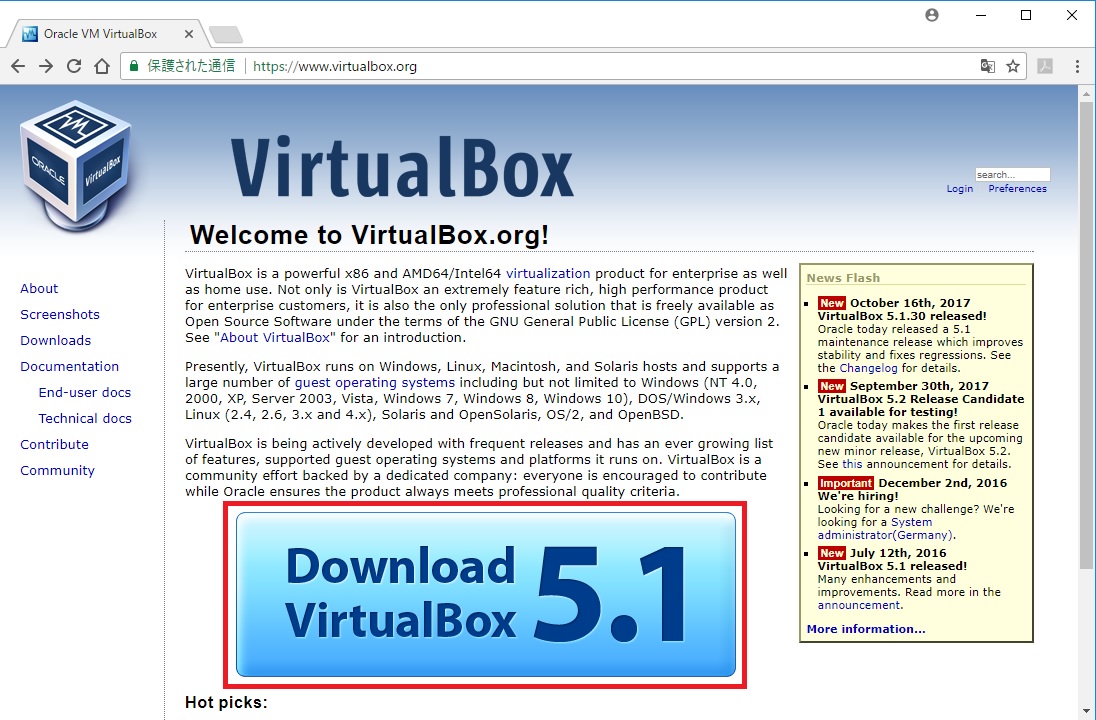 Oracle VM VirtualBox
保護された通信
https://www.virtualbox.org
ORACLE
VirtualBox
VirtualBox
search...
Login Preferences
Welcome to VirtualBox.org!
About
Screenshots
Downloads
Documentation
End-user docs
Technical docs
Contribute
Community
VirtualBox is a powerful x86 and AMD64/Intel64 virtualization product for enterprise as well
as home use. Not only is VirtualBox an extremely feature rich, high performance product
for enterprise customers, it is also the only professional solution that is freely available as
Open Source Software under the terms of the GNU General Public License (GPL) version 2.
See "About VirtualBox" for an introduction.
Presently, VirtualBox runs on Windows, Linux, Macintosh, and Solaris hosts and supports a
large number of guest operating systems including but not limited to Windows (NT 4.0,
2000, XP, Server 2003, Vista, Windows 7, Windows 8, Windows 10), DOS/Windows 3.x,
Linux (2.4, 2.6, 3.x and 4.x), Solaris and OpenSolaris, OS/2, and OpenBSD.
VirtualBox is being actively developed with frequent releases and has an ever growing list
of features, supported guest operating systems and platforms it runs on. VirtualBox is a
community effort backed by a dedicated company: everyone is encouraged to contribute
while Oracle ensures the product always meets professional quality criteria.
Download
VirtualBox
5.1
Hot picks:
News Flash
New October 16th, 2017
VirtualBox 5.1.30 released!
Oracle today released a 5.1
maintenance release which improves
stability and fixes regressions. See
the Changelog for details.
New September 30th, 2017
VirtualBox 5.2 Release Candidate
1 available for testing!
Oracle today makes the first release
candidate available for the upcoming
new minor release, VirtualBox 5.2.
See this announcement for details.
Important December 2nd, 2016
We're hiring!
Looking for a new challenge? We're
looking for a System
administrator(Germany).
New July 12th, 2016
VirtualBox 5.1 released!
Many enhancements and
improvements. Read more in the
announcement.
More information...